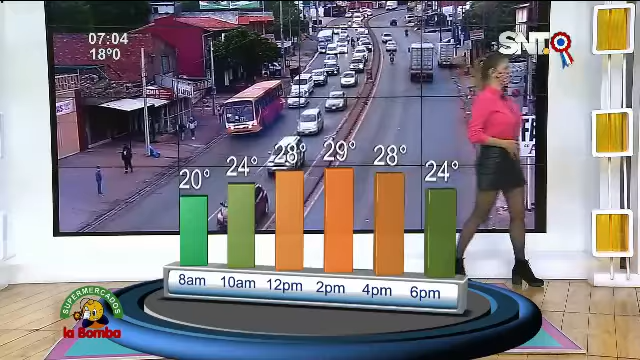 07:04
18°0
SNT
20° 24° 28° 29° 28° 24°
8am 10am 12pm 2pm 4pm 6pm
SUPERMERCADOS
la Bomba